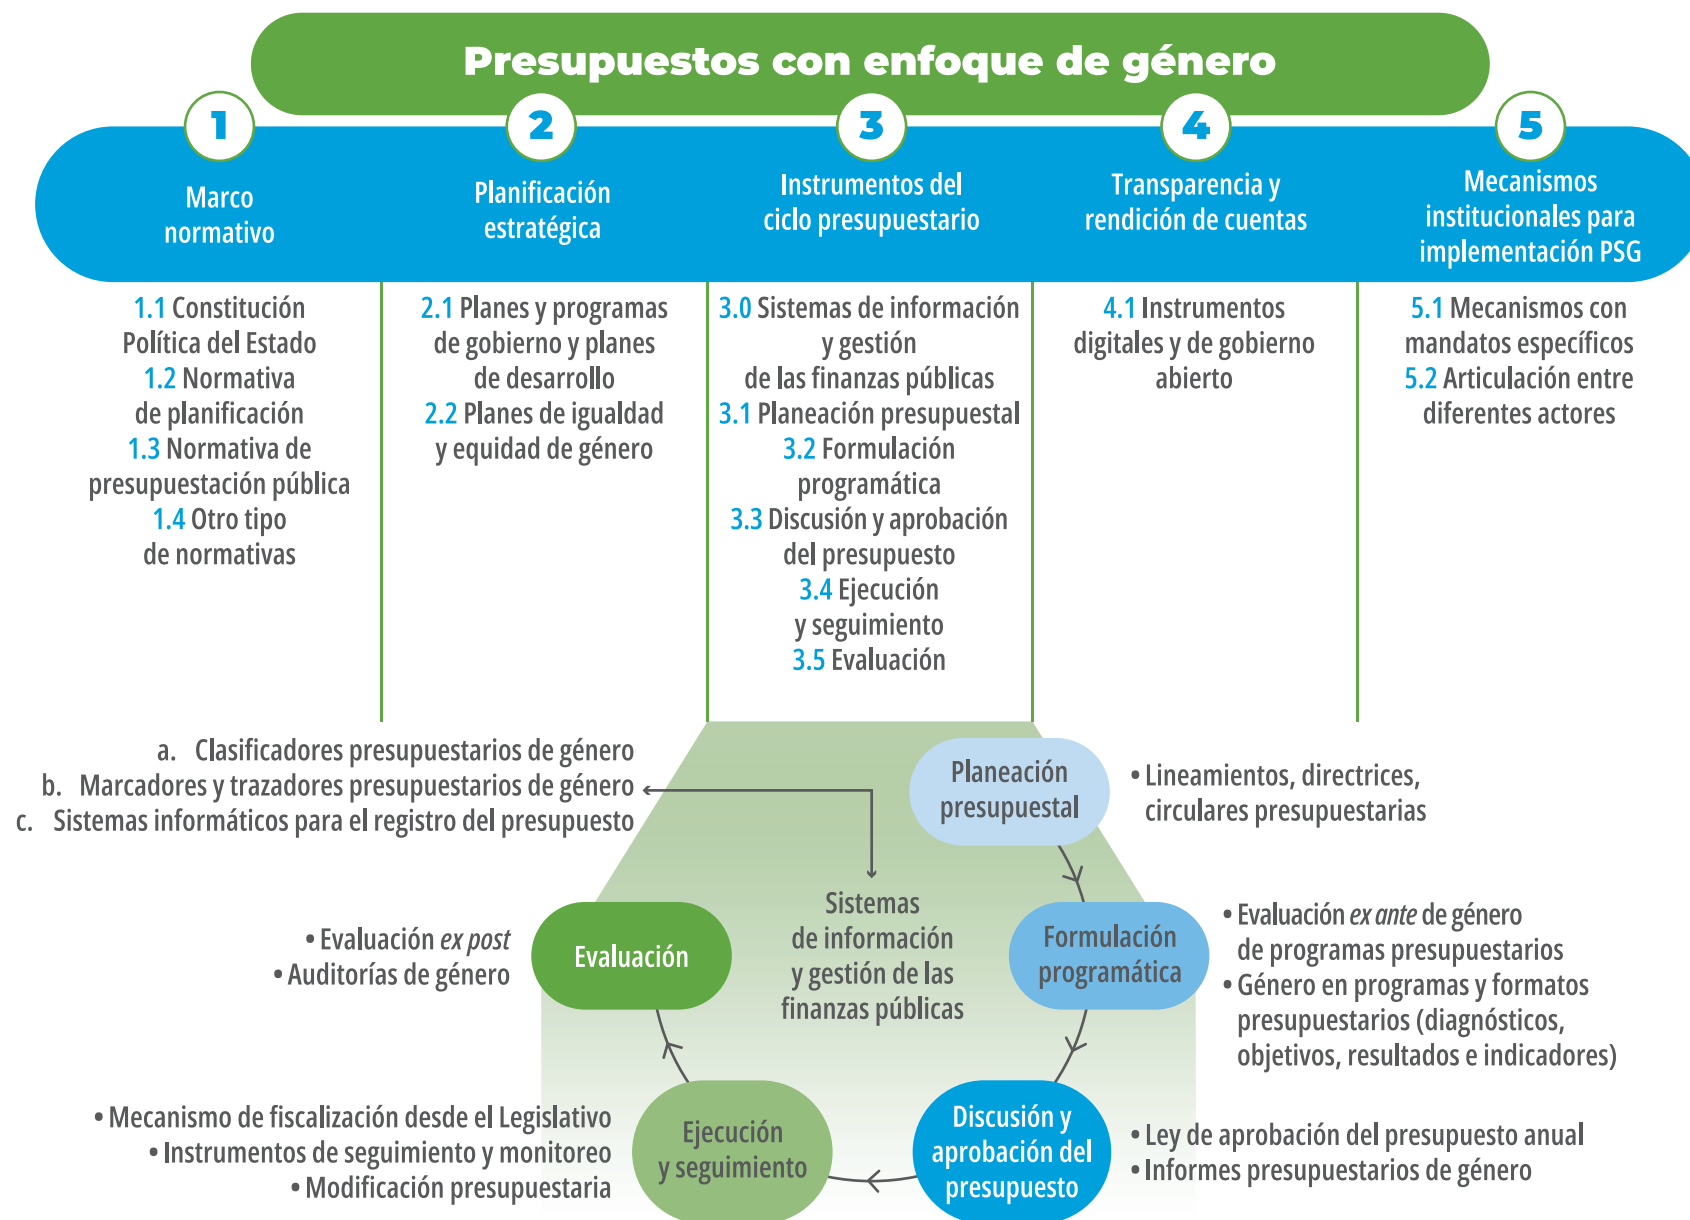 Presupuestos con enfoque de género
1
Marco
normativo
2
Planificación
estratégica
3
Instrumentos del
ciclo presupuestario
4
Transparencia y
rendición de cuentas
5
Mecanismos
institucionales para
implementación PSG
1.1 Constitución
Política del Estado
1.2 Normativa
de planificación
1.3 Normativa de
presupuestación pública
1.4 Otro tipo
de normativas
2.1 Planes y programas
de gobierno y planes
de desarrollo
2.2 Planes de igualdad
y equidad de género
3.0 Sistemas de información
y gestión
de las finanzas públicas
3.1 Planeación presupuestal
3.2 Formulación
programática
3.3 Discusión y aprobación
del presupuesto
3.4 Ejecución
y seguimiento
3.5 Evaluación
4.1 Instrumentos
digitales y de gobierno
abierto
5.1 Mecanismos con
mandatos específicos
5.2 Articulación entre
diferentes actores
a. Clasificadores presupuestarios de género
b. Marcadores y trazadores presupuestarios de género
c. Sistemas informáticos para el registro del presupuesto
Sistemas
de información
y gestión de las
finanzas públicas
Planeación
presupuestal
• Lineamientos, directrices,
circulares presupuestarias
Formulación
programática
• Evaluación ex ante de género
de programas presupuestarios
• Género en programas y formatos
presupuestarios (diagnósticos,
objetivos, resultados e indicadores)
Discusión y
aprobación del
presupuesto
• Ley de aprobación del presupuesto anual
• Informes presupuestarios de género
Ejecución
y seguimiento
• Mecanismo de fiscalización desde el Legislativo
• Instrumentos de seguimiento y monitoreo
• Modificación presupuestaria
Evaluación
• Evaluación ex post
• Auditorías de género